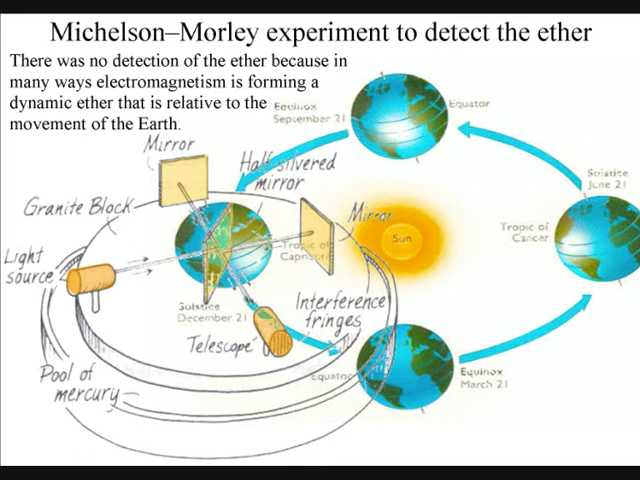 Michelson–Morley experiment to detect the ether
There was no detection of the ether because in
many ways electromagnetism is forming a
dynamic ether that is relative to the
movement of the Earth.
Equinox
September 21
Equator
Mirror
Half-silvered
mirror
Solstice
June 21
Granite Block
Mirror
Sun
Tropic of
Cancer
Light
source
Tropic of
Capricorn
Solstice
December 21
Interference
fringes
Telescope
Equator
Equinox
March 21
Pool of
mercury